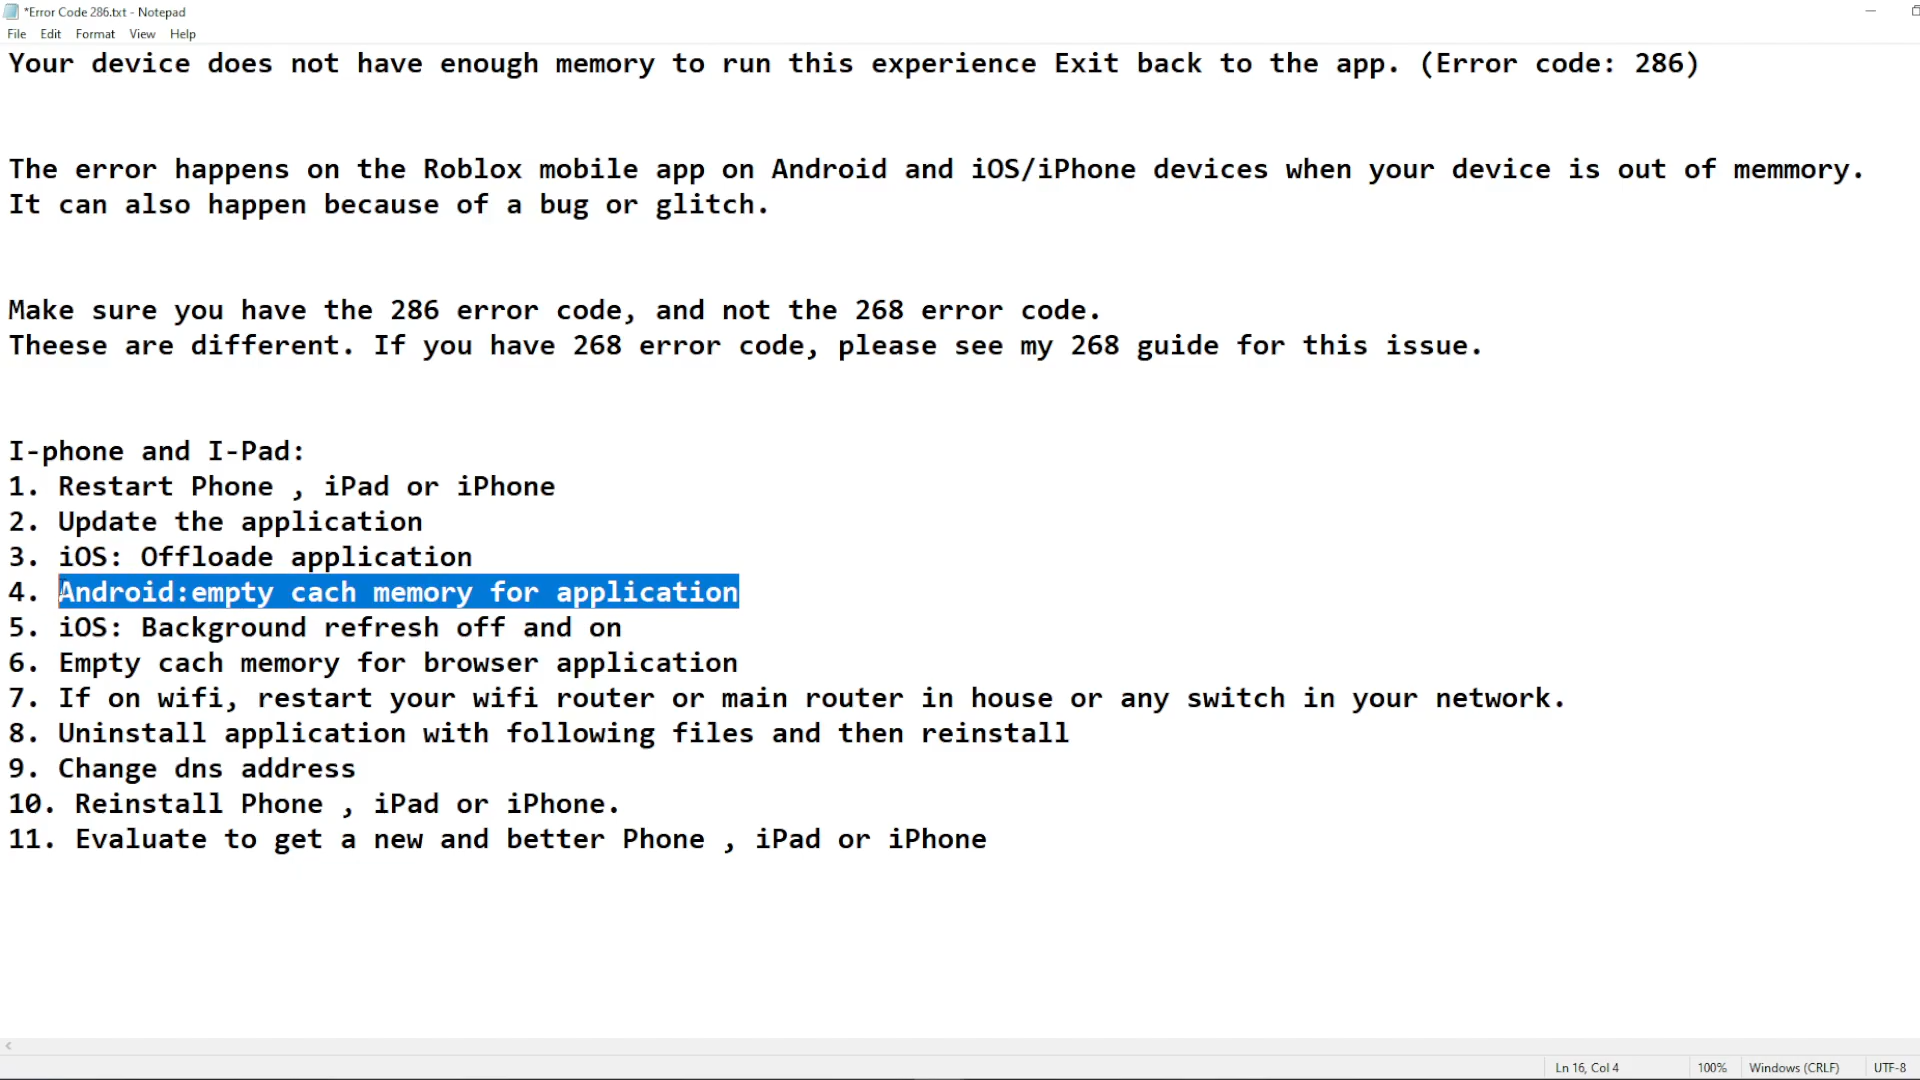 *Error Code 286.txt - Notepad
File Edit Format View Help
Your device does not have enough memory to run this experience Exit back to the app. (Error code: 286)
The error happens on the Roblox mobile app on Android and iOS/iPhone devices when your device is out of memmory.
It can also happen because of a bug or glitch.
Make sure you have the 286 error code, and not the 268 error code.
Theese are different. If you have 268 error code, please see my 268 guide for this issue.
I-phone and I-Pad:
1. Restart Phone , iPad or iPhone
2. Update the application
3. iOS: Offloade application
4. Android:empty cach memory for application
5. iOS: Background refresh off and on
6. Empty cach memory for browser application
7. If on wifi, restart your wifi router or main router in house or any switch in your network.
8. Uninstall application with following files and then reinstall
9. Change dns address
10. Reinstall Phone , iPad or iPhone.
11. Evaluate to get a new and better Phone , iPad or iPhone
Ln 16, Col 4 100% Windows (CRLF) UTF-8